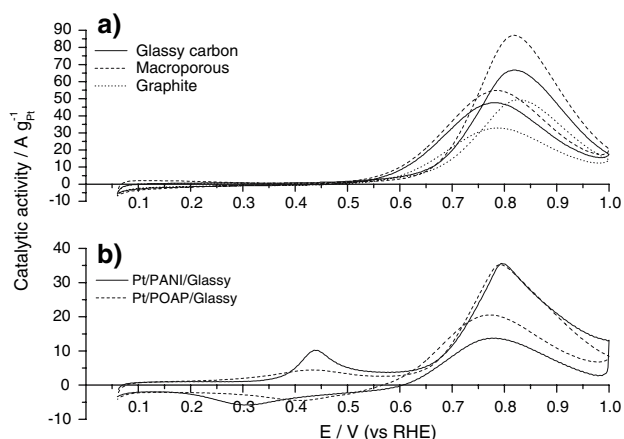 a)
Glassy carbon
Macroporous
Graphite
90
80
70
60
50
40
30
20
10
0
-10
0.1 0.2 0.3 0.4 0.5 0.6 0.7 0.8 0.9 1.0
Catalytic activity / A g⁻¹Pt
b)
Pt/PANI/Glassy
Pt/POAP/Glassy
40
30
20
10
0
-10
0.1 0.2 0.3 0.4 0.5 0.6 0.7 0.8 0.9 1.0
E / V (vs RHE)